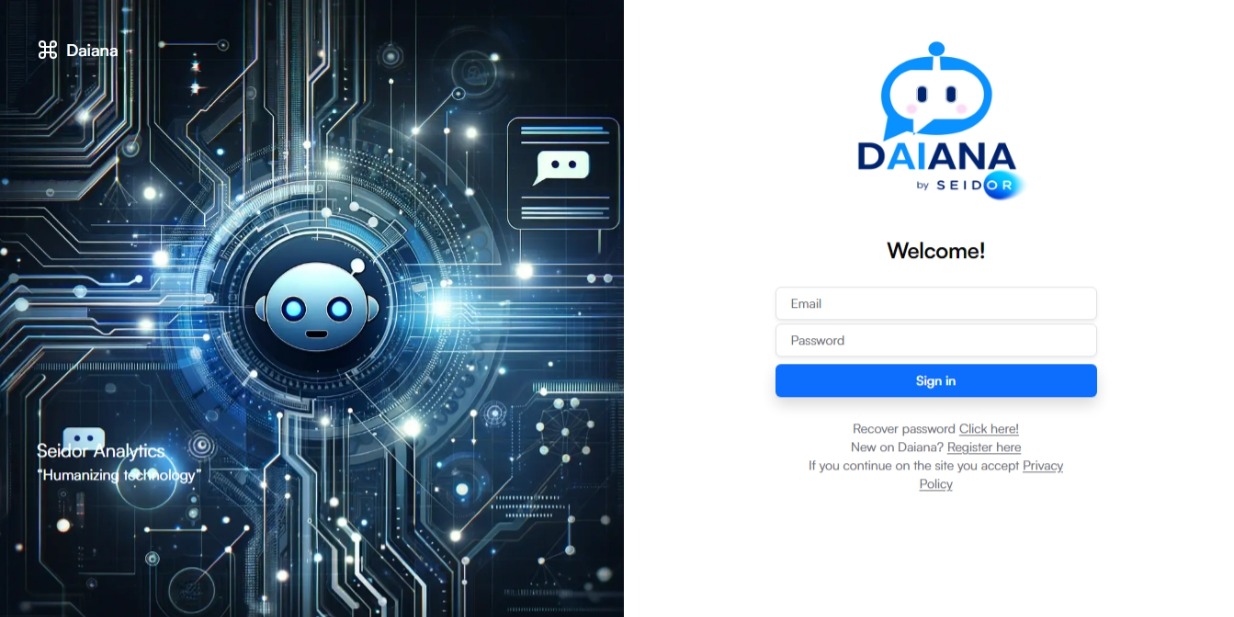 Daiana
Seidor Analytics
"Humanizing technology"
DAIANA
by SEIDOR
Welcome!
Email
Password
Sign in
Recover password Click here!
New on Daiana? Register here
If you continue on the site you accept Privacy
Policy